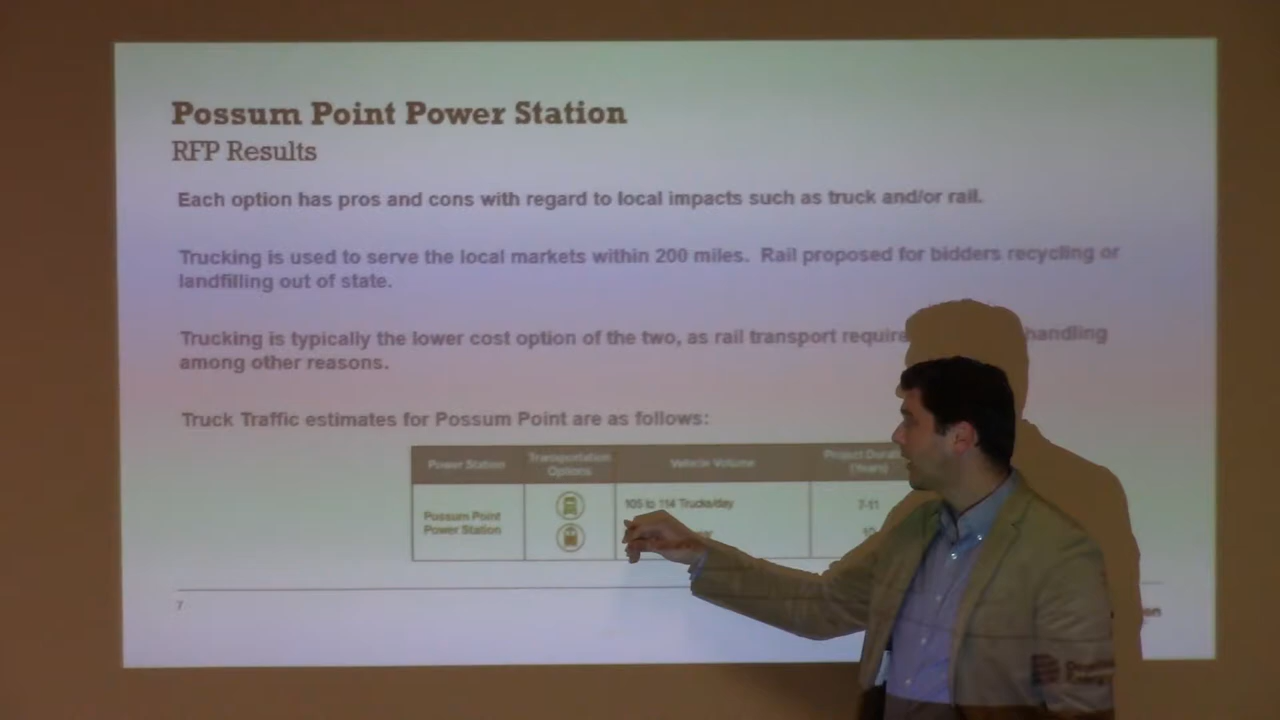 Possum Point Power Station
RFP Results
Each option has pros and cons with regard to local impacts such as truck and/or rail.
Trucking is used to serve the local markets within 200 miles. Rail proposed for bidders recycling or
landfilling out of state.
Trucking is typically the lower cost option of the two, as rail transport require handling
among other reasons.
Truck Traffic estimates for Possum Point are as follows:
Power Station Transportation Options Vehicle Volume Project Durat (Years)
Possum Point Power Station 105 to 114 Trucks/day 7-11
10
7